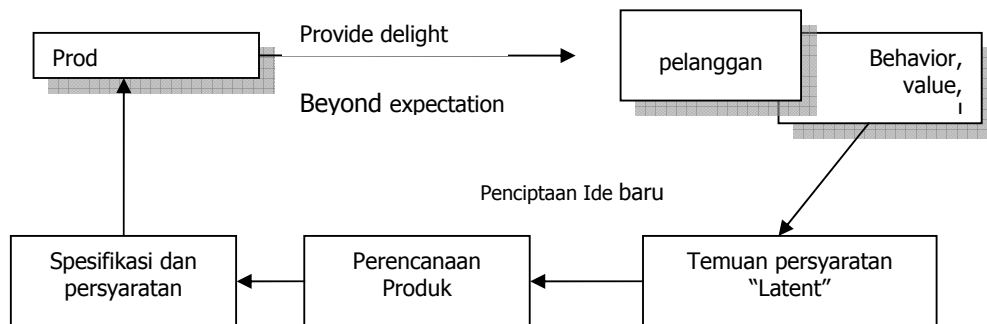 Provide delight
Prod
pelanggan
Behavior,
value,
Beyond expectation
Penciptaan Ide baru
Spesifikasi dan
persyaratan
Perencanaan
Produk
Temuan persyaratan
“Latent”